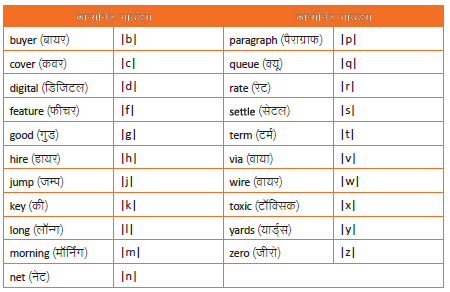 साउंड्स साउंड्स
buyer (बायर) |b| paragraph (पैराग्राफ) |p|
cover (कवर) |c| queue (क्यू) |q|
digital (डिजिटल) |d| rate (रेट) |r|
feature (फीचर) |f| settle (सेटल) |s|
good (गुड) |g| term (टर्म) |t|
hire (हायर) |h| via (वाया) |v|
jump (जम्प) |j| wire (वायर) |w|
key (की) |k| toxic (टॉक्सिक) |x|
long (लॉन्ग) |l| yards (यार्ड्स) |y|
morning (मॉर्निंग) |m| zero (जीरो) |z|
net (नेट) |n|